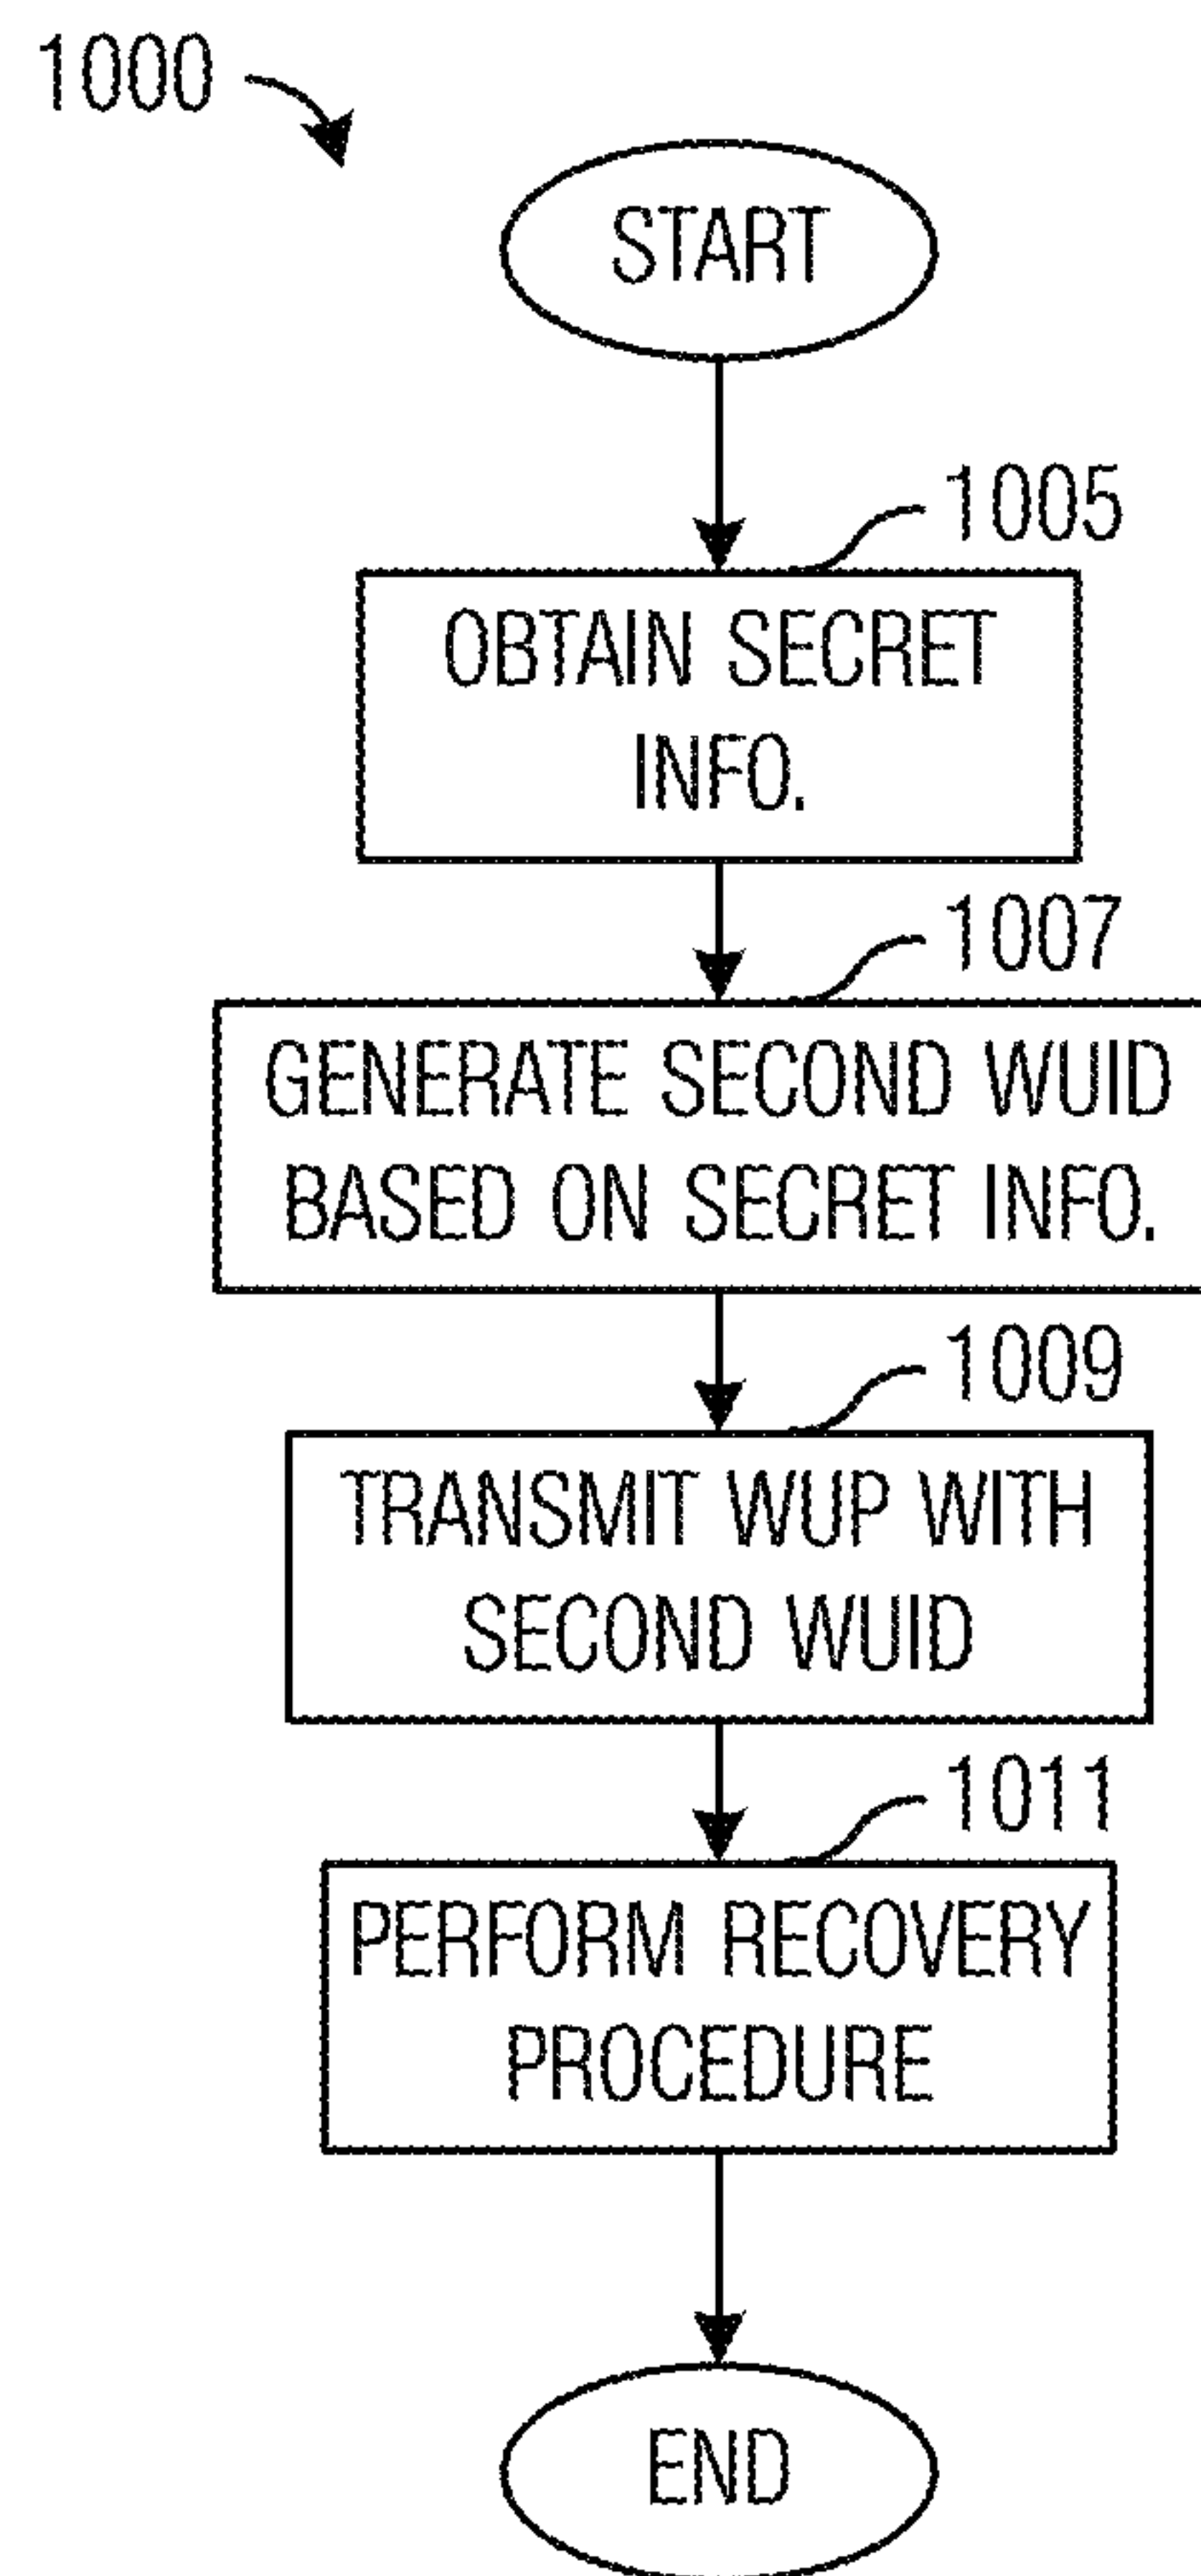 1000
START
1005
OBTAIN SECRET
INFO.
1007
GENERATE SECOND WUID
BASED ON SECRET INFO.
1009
TRANSMIT WUP WITH
SECOND WUID
1011
PERFORM RECOVERY
PROCEDURE
END